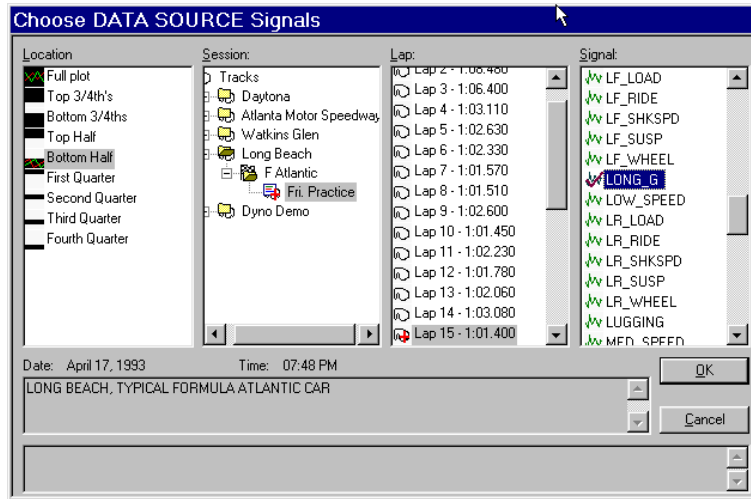 Choose DATA SOURCE Signals
Location
Full plot
Top 3/4th's
Bottom 3/4ths
Top Half
Bottom Half
First Quarter
Second Quarter
Third Quarter
Fourth Quarter
Session:
Tracks
Daytona
Atlanta Motor Speedway
Watkins Glen
Long Beach
F Atlantic
Fri. Practice
Dyno Demo
Lap:
Lap 2 - 1:08.480
Lap 3 - 1:06.400
Lap 4 - 1:03.110
Lap 5 - 1:02.630
Lap 6 - 1:02.330
Lap 7 - 1:01.570
Lap 8 - 1:01.510
Lap 9 - 1:02.600
Lap 10 - 1:01.450
Lap 11 - 1:02.230
Lap 12 - 1:01.780
Lap 13 - 1:02.060
Lap 14 - 1:03.080
Lap 15 - 1:01.400
Signal:
LF_LOAD
LF_RIDE
LF_SHKSPD
LF_SUSP
LF_WHEEL
LONG_G
LOW_SPEED
LR_LOAD
LR_RIDE
LR_SHKSPD
LR_SUSP
LR_WHEEL
LUGGING
MED_SPEED
Date: April 17, 1993 Time: 07:48 PM
LONG BEACH, TYPICAL FORMULA ATLANTIC CAR
OK
Cancel